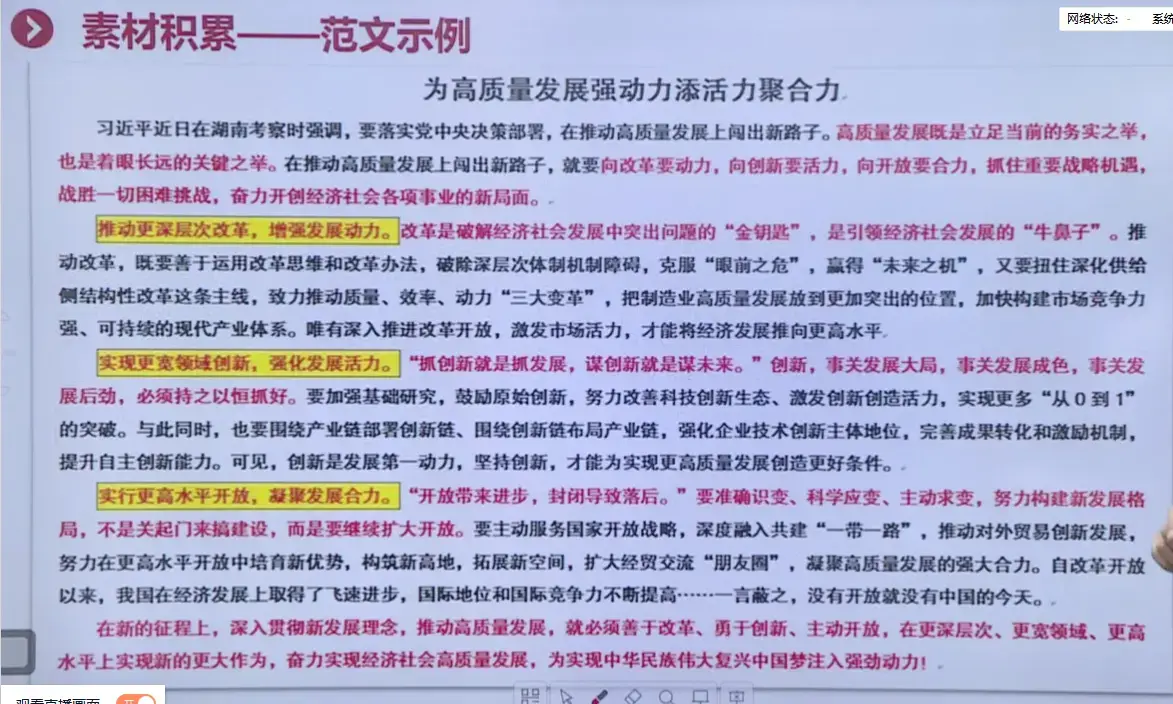 素材积累——范文示例
网络状态: - 系统
为高质量发展强动力添活力聚合力
习近平近日在湖南考察时强调，要落实党中央决策部署，在推动高质量发展上闯出新路子。高质量发展既是立足当前的务实之举，
也是着眼长远的关键之举。在推动高质量发展上闯出新路子，就要向改革要动力，向创新要活力，向开放要合力，抓住重要战略机遇，
战胜一切困难挑战，奋力开创经济社会各项事业的新局面。
推动更深层次改革，增强发展动力。改革是破解经济社会发展中突出问题的“金钥匙”，是引领经济社会发展的“牛鼻子”。推
动改革，既要善于运用改革思维和改革办法，破除深层次体制机制障碍，克服“眼前之危”，赢得“未来之机”，又要扭住深化供给
侧结构性改革这条主线，致力推动质量、效率、动力“三大变革”，把制造业高质量发展放到更加突出的位置，加快构建市场竞争力
强、可持续的现代产业体系。唯有深入推进改革开放，激发市场活力，才能将经济发展推向更高水平。
实现更宽领域创新，强化发展活力。“抓创新就是抓发展，谋创新就是谋未来。”创新，事关发展大局，事关发展成色，事关发
展后劲，必须持之以恒抓好。要加强基础研究，鼓励原始创新，努力改善科技创新生态、激发创新创造活力，实现更多“从0到1”
的突破。与此同时，也要围绕产业链部署创新链、围绕创新链布局产业链，强化企业技术创新主体地位，完善成果转化和激励机制，
提升自主创新能力。可见，创新是发展第一动力，坚持创新，才能为实现更高质量发展创造更好条件。
实行更高水平开放，凝聚发展合力。“开放带来进步，封闭导致落后。”要准确识变、科学应变、主动求变，努力构建新发展格
局，不是关起门来搞建设，而是要继续扩大开放。要主动服务国家开放战略，深度融入共建“一带一路”，推动对外贸易创新发展，
努力在更高水平开放中培育新优势，构筑新高地，拓展新空间，扩大经贸交流“朋友圈”，凝聚高质量发展的强大合力。自改革开放
以来，我国在经济发展上取得了飞速进步，国际地位和国际竞争力不断提高……一言蔽之，没有开放就没有中国的今天。
在新的征程上，深入贯彻新发展理念，推动高质量发展，就必须善于改革、勇于创新、主动开放，在更深层次、更宽领域、更高
水平上实现新的更大作为，奋力实现经济社会高质量发展，为实现中华民族伟大复兴中国梦注入强劲动力！
观看直播画面 开